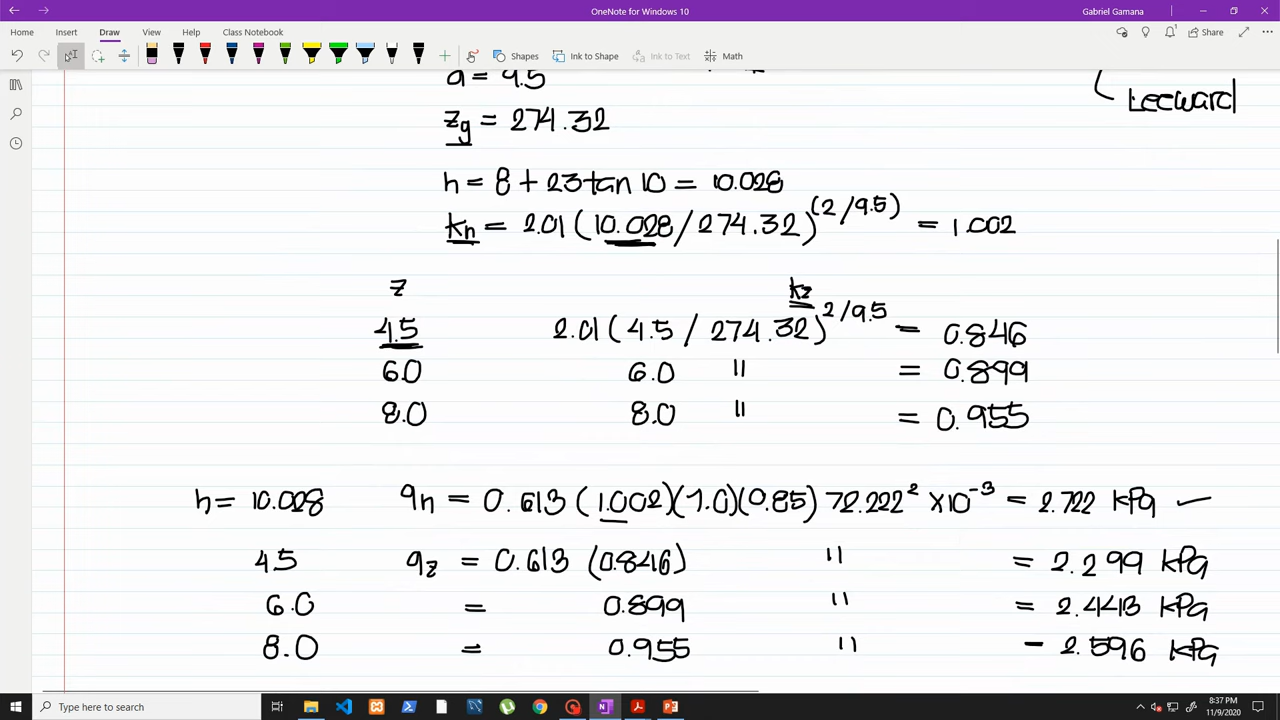 OneNote for Windows 10
Gabriel Gamana
Home Insert Draw View Help Class Notebook
Share
Shapes Ink to Shape Ink to Text Math
a = 9.5
Leeward
zg = 274.32
h = 8 + 23 tan 10 = 10.028
kh = 2.01 (10.028 / 274.32)^(2/9.5) = 1.002
z kz
4.5 2.01 (4.5 / 274.32)^2/9.5 = 0.846
6.0 6.0 " = 0.899
8.0 8.0 " = 0.955
h = 10.028 qh = 0.613 (1.002)(1.0)(0.85) 72.222² ×10⁻³ = 2.722 kPa
4.5 qz = 0.613 (0.846) " = 2.299 kPa
6.0 = 0.899 " = 2.4413 kPa
8.0 = 0.955 " = 2.596 kPa
Type here to search
8:37 PM
11/9/2020